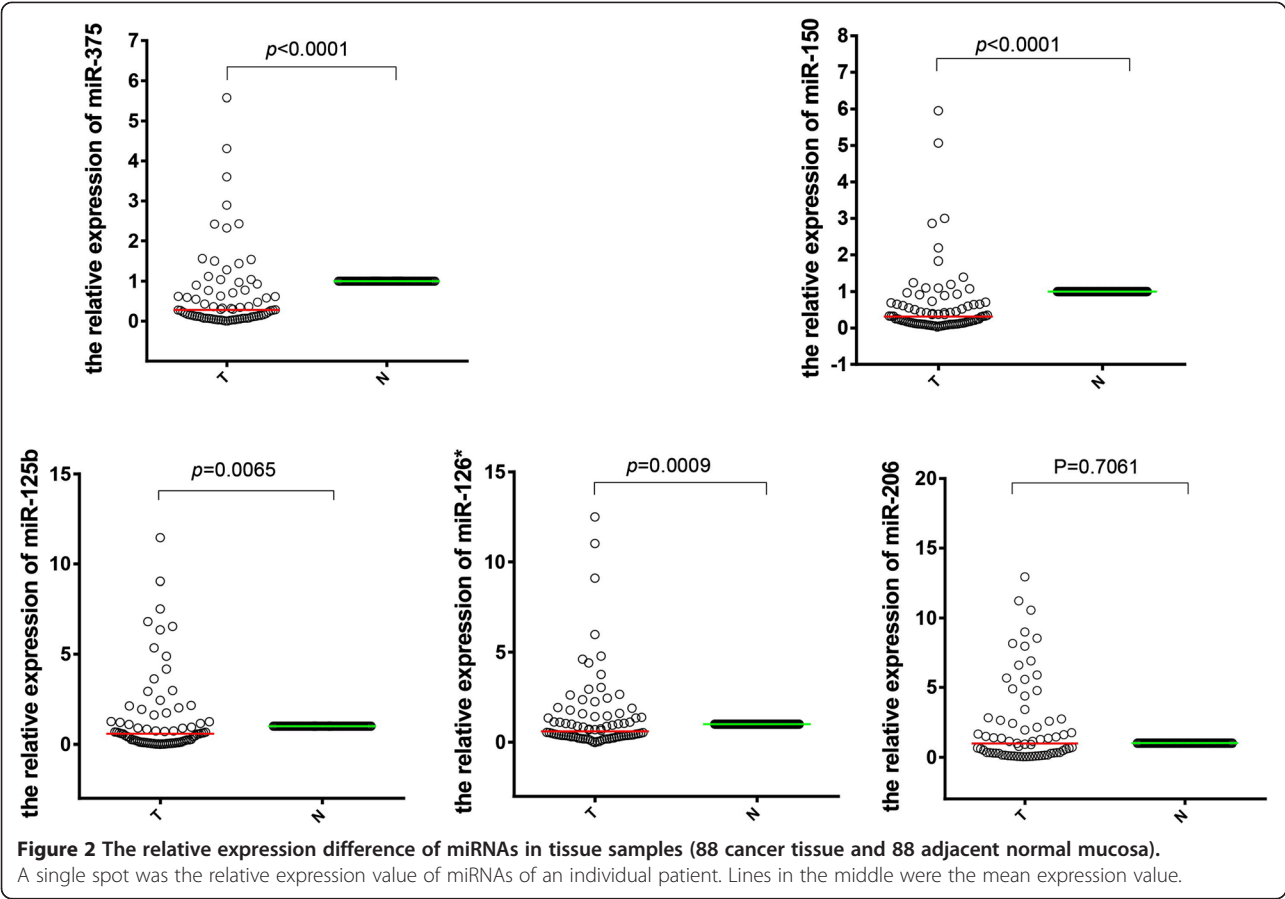 the relative expression of miR-375
7
6
5
4
3
2
1
0
p<0.0001
T
N
the relative expression of miR-150
8
7
6
5
4
3
2
1
0
-1
p<0.0001
T
N
the relative expression of miR-125b
15
10
5
0
p=0.0065
T
N
the relative expression of miR-126*
15
10
5
0
p=0.0009
T
N
the relative expression of miR-206
20
15
10
5
0
P=0.7061
T
N
Figure 2 The relative expression difference of miRNAs in tissue samples (88 cancer tissue and 88 adjacent normal mucosa).
A single spot was the relative expression value of miRNAs of an individual patient. Lines in the middle were the mean expression value.